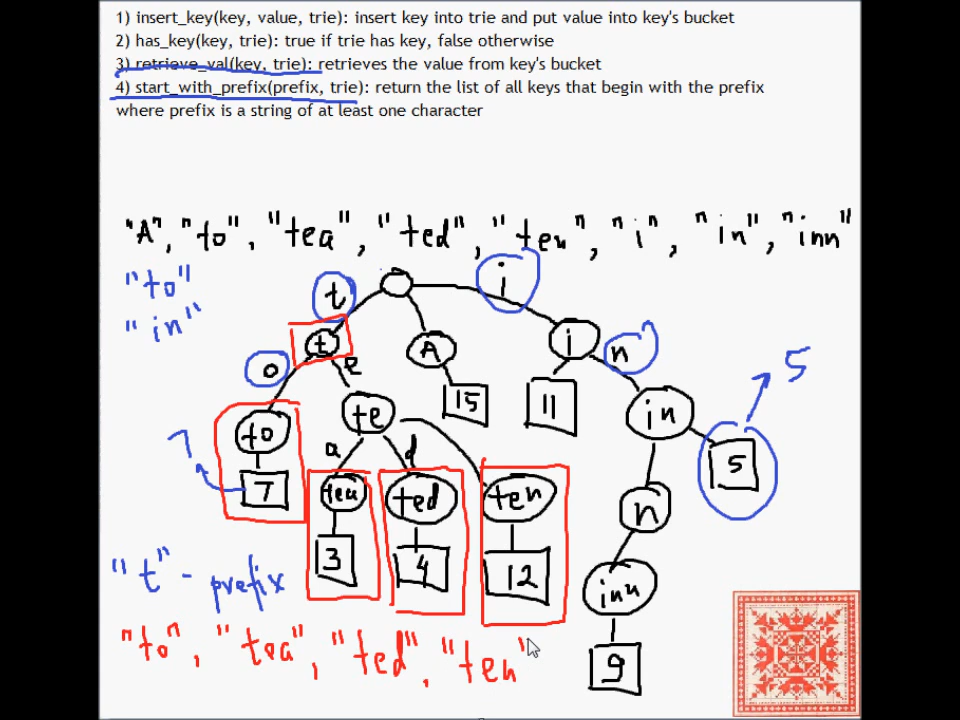 1) insert_key(key, value, trie): insert key into trie and put value into key's bucket
2) has_key(key, trie): true if trie has key, false otherwise
3) retrieve_val(key, trie): retrieves the value from key's bucket
4) start_with_prefix(prefix, trie): return the list of all keys that begin with the prefix
where prefix is a string of at least one character
"A", "to", "tea", "ted", "ten", "i", "in", "inn"
"to"
"in"
t
i
t
A
i
n
o
e
15
11
in
5
5
to
te
7
7
a
d
tea
ted
ten
n
3
4
12
inn
9
"t" - prefix
"to", "tea", "ted", "ten"